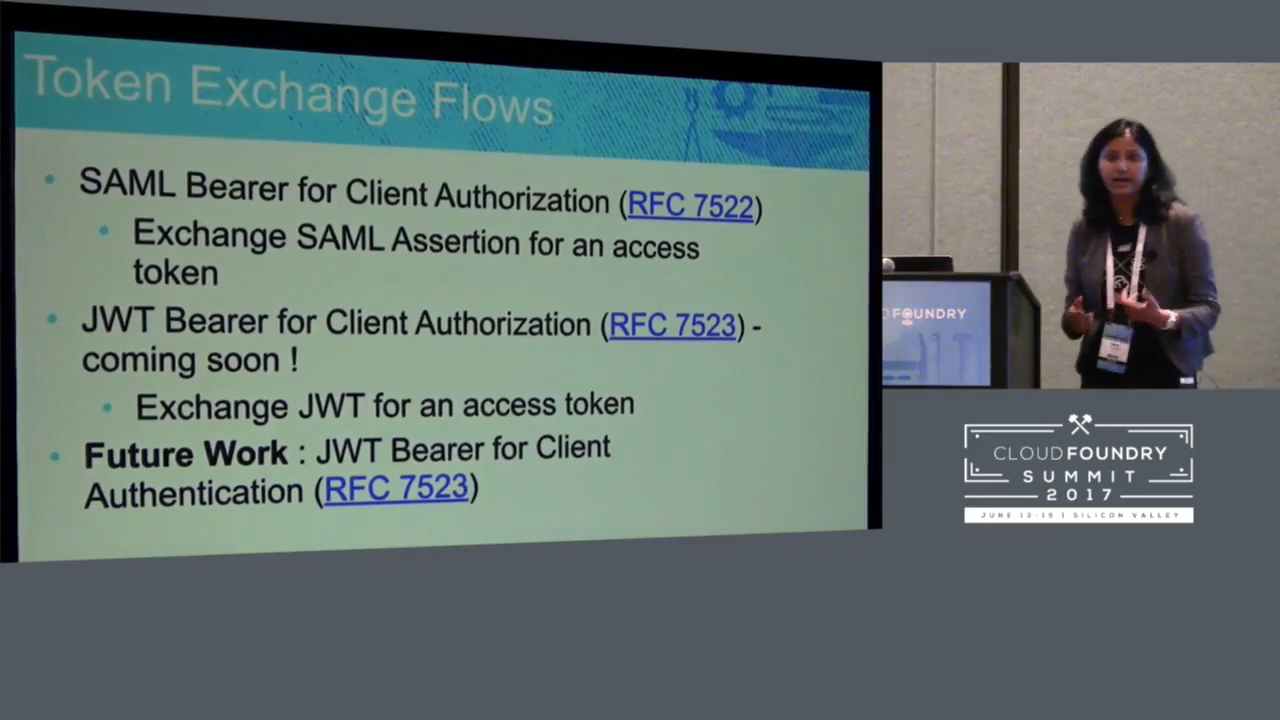 Token Exchange Flows
SAML Bearer for Client Authorization (RFC 7522)
Exchange SAML Assertion for an access
token
JWT Bearer for Client Authorization (RFC 7523) -
coming soon !
Exchange JWT for an access token
Future Work : JWT Bearer for Client
Authentication (RFC 7523)
D FOUNDRY
CLOUD FOUNDRY
SUMMIT
2017
JUNE 13-15 | SILICON VALLEY